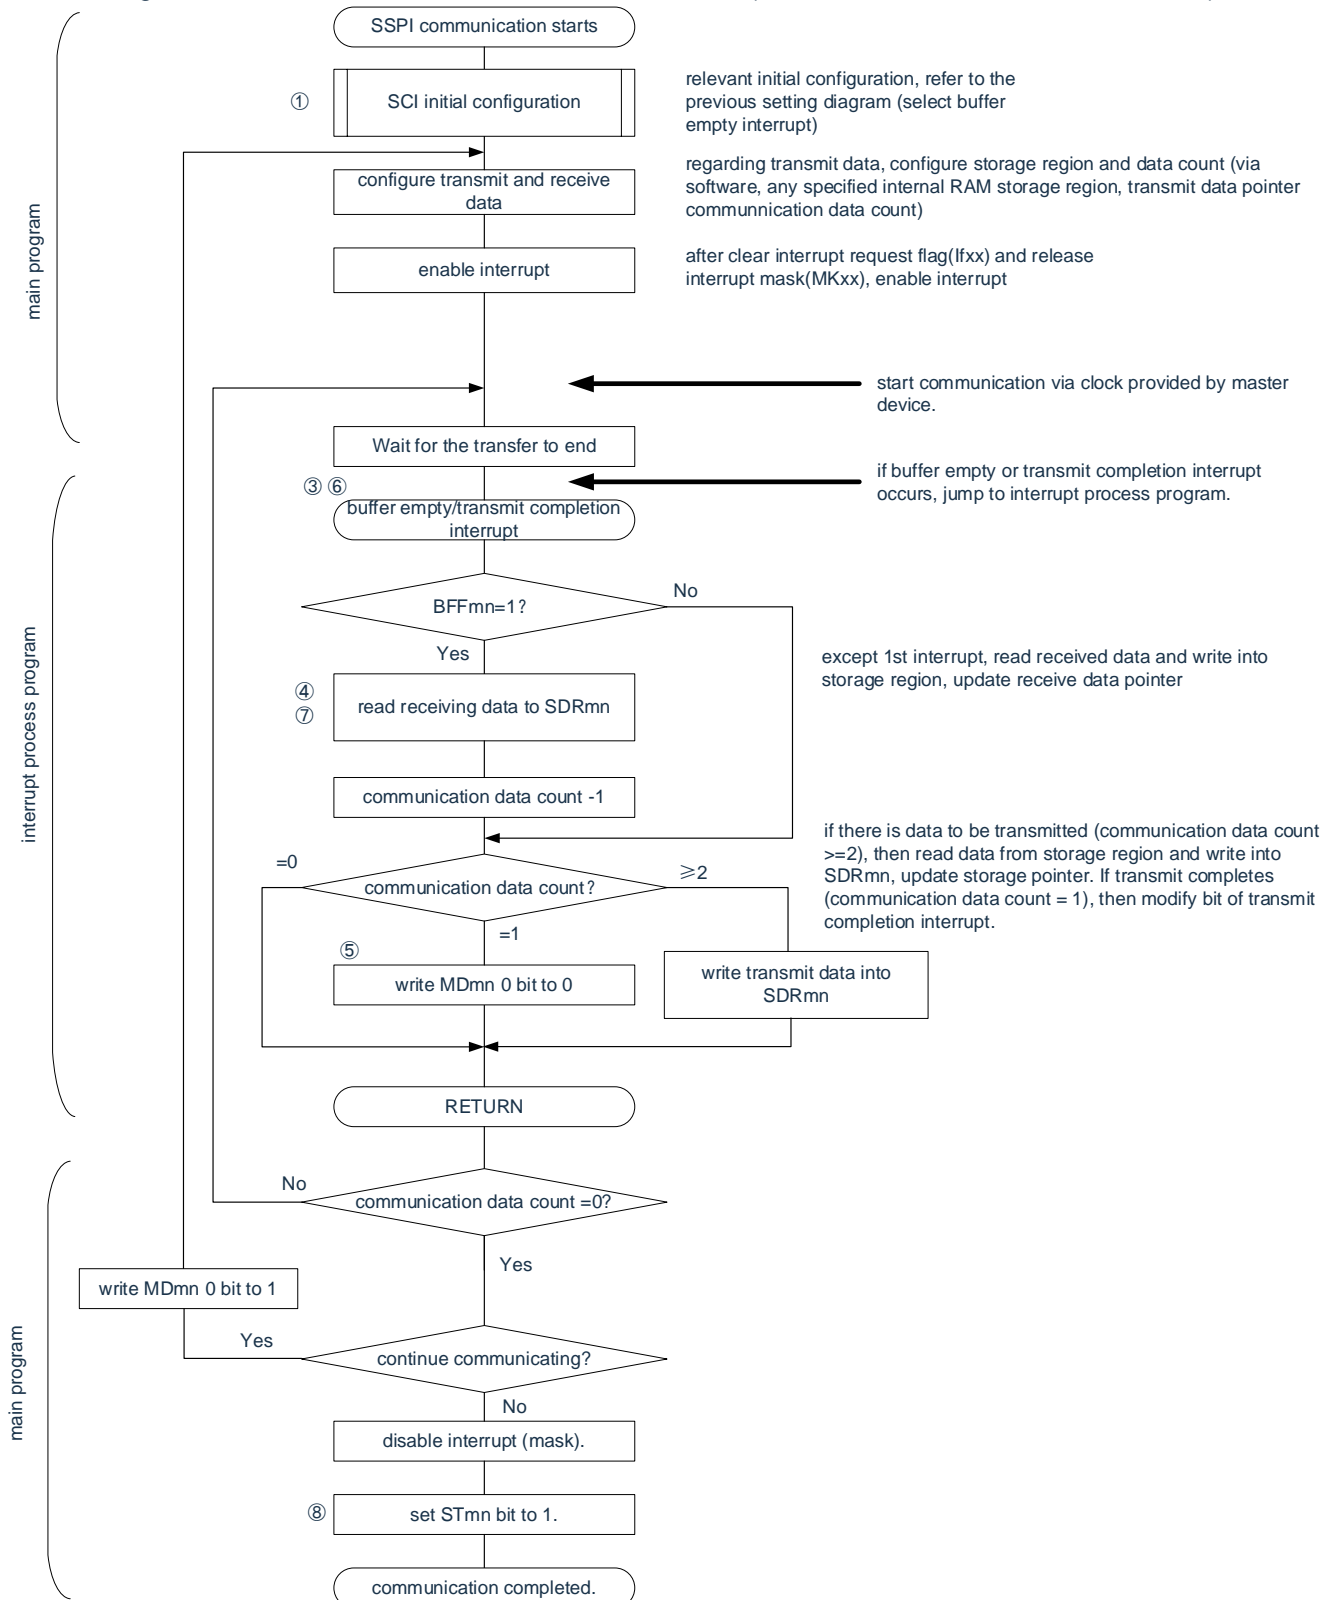 SSPI communication starts
①
SCI initial configuration
relevant initial configuration, refer to the
previous setting diagram (select buffer
empty interrupt)
configure transmit and receive
data
regarding transmit data, configure storage region and data count (via
software, any specified internal RAM storage region, transmit data pointer
communnication data count)
enable interrupt
after clear interrupt request flag(Ifxx) and release
interrupt mask(MKxx), enable interrupt
main program
start communication via clock provided by master
device.
Wait for the transfer to end
if buffer empty or transmit completion interrupt
occurs, jump to interrupt process program.
③ ⑥
buffer empty/transmit completion
interrupt
BFFmn=1?
No
Yes
except 1st interrupt, read received data and write into
storage region, update receive data pointer
④
⑦
read receiving data to SDRmn
interrupt process program
communication data count -1
if there is data to be transmitted (communication data count
>=2), then read data from storage region and write into
SDRmn, update storage pointer. If transmit completes
(communication data count = 1), then modify bit of transmit
completion interrupt.
=0
communication data count?
≥2
=1
⑤
write MDmn 0 bit to 0
write transmit data into
SDRmn
RETURN
No
communication data count =0?
Yes
write MDmn 0 bit to 1
Yes
continue communicating?
No
main program
disable interrupt (mask).
⑧
set STmn bit to 1.
communication completed.